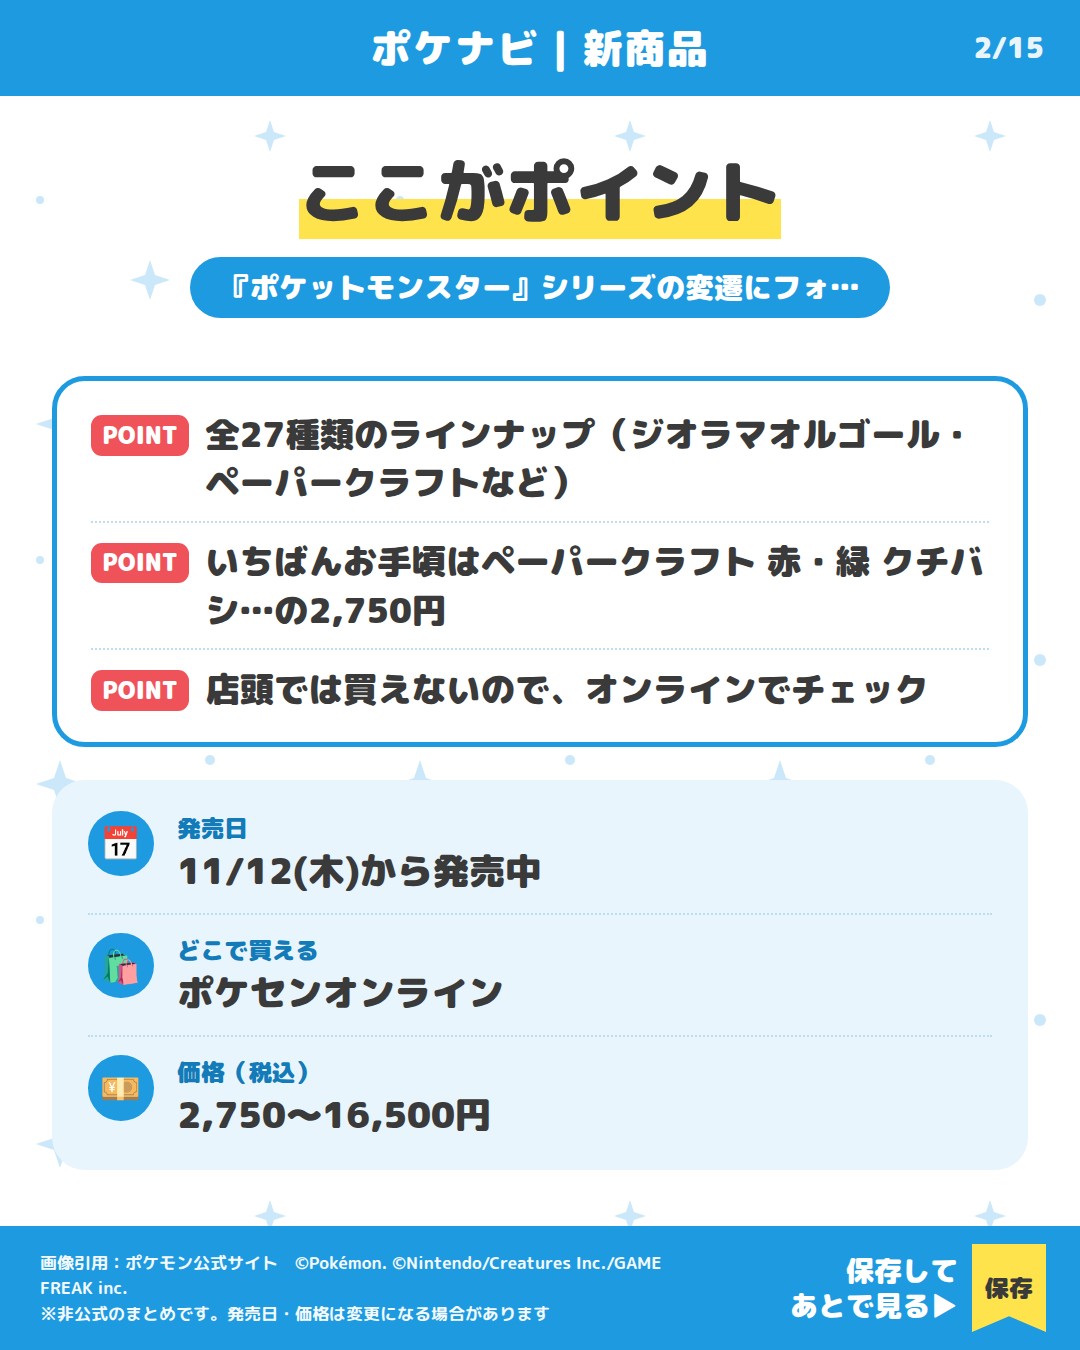 ポケナビ | 新商品
2/15
ここがポイント
『ポケットモンスター』シリーズの変遷にフォ…
POINT 全27種類のラインナップ（ジオラマオルゴール・
ペーパークラフトなど）
POINT いちばんお手頃はペーパークラフト 赤・緑 クチバ
シ…の2,750円
POINT 店頭では買えないので、オンラインでチェック
July
17
発売日
11/12(木)から発売中
どこで買える
ポケセンオンライン
価格（税込）
2,750〜16,500円
画像引用：ポケモン公式サイト　©Pokémon. ©Nintendo/Creatures Inc./GAME
FREAK inc.
※非公式のまとめです。発売日・価格は変更になる場合があります
保存して
あとで見る▶
保存